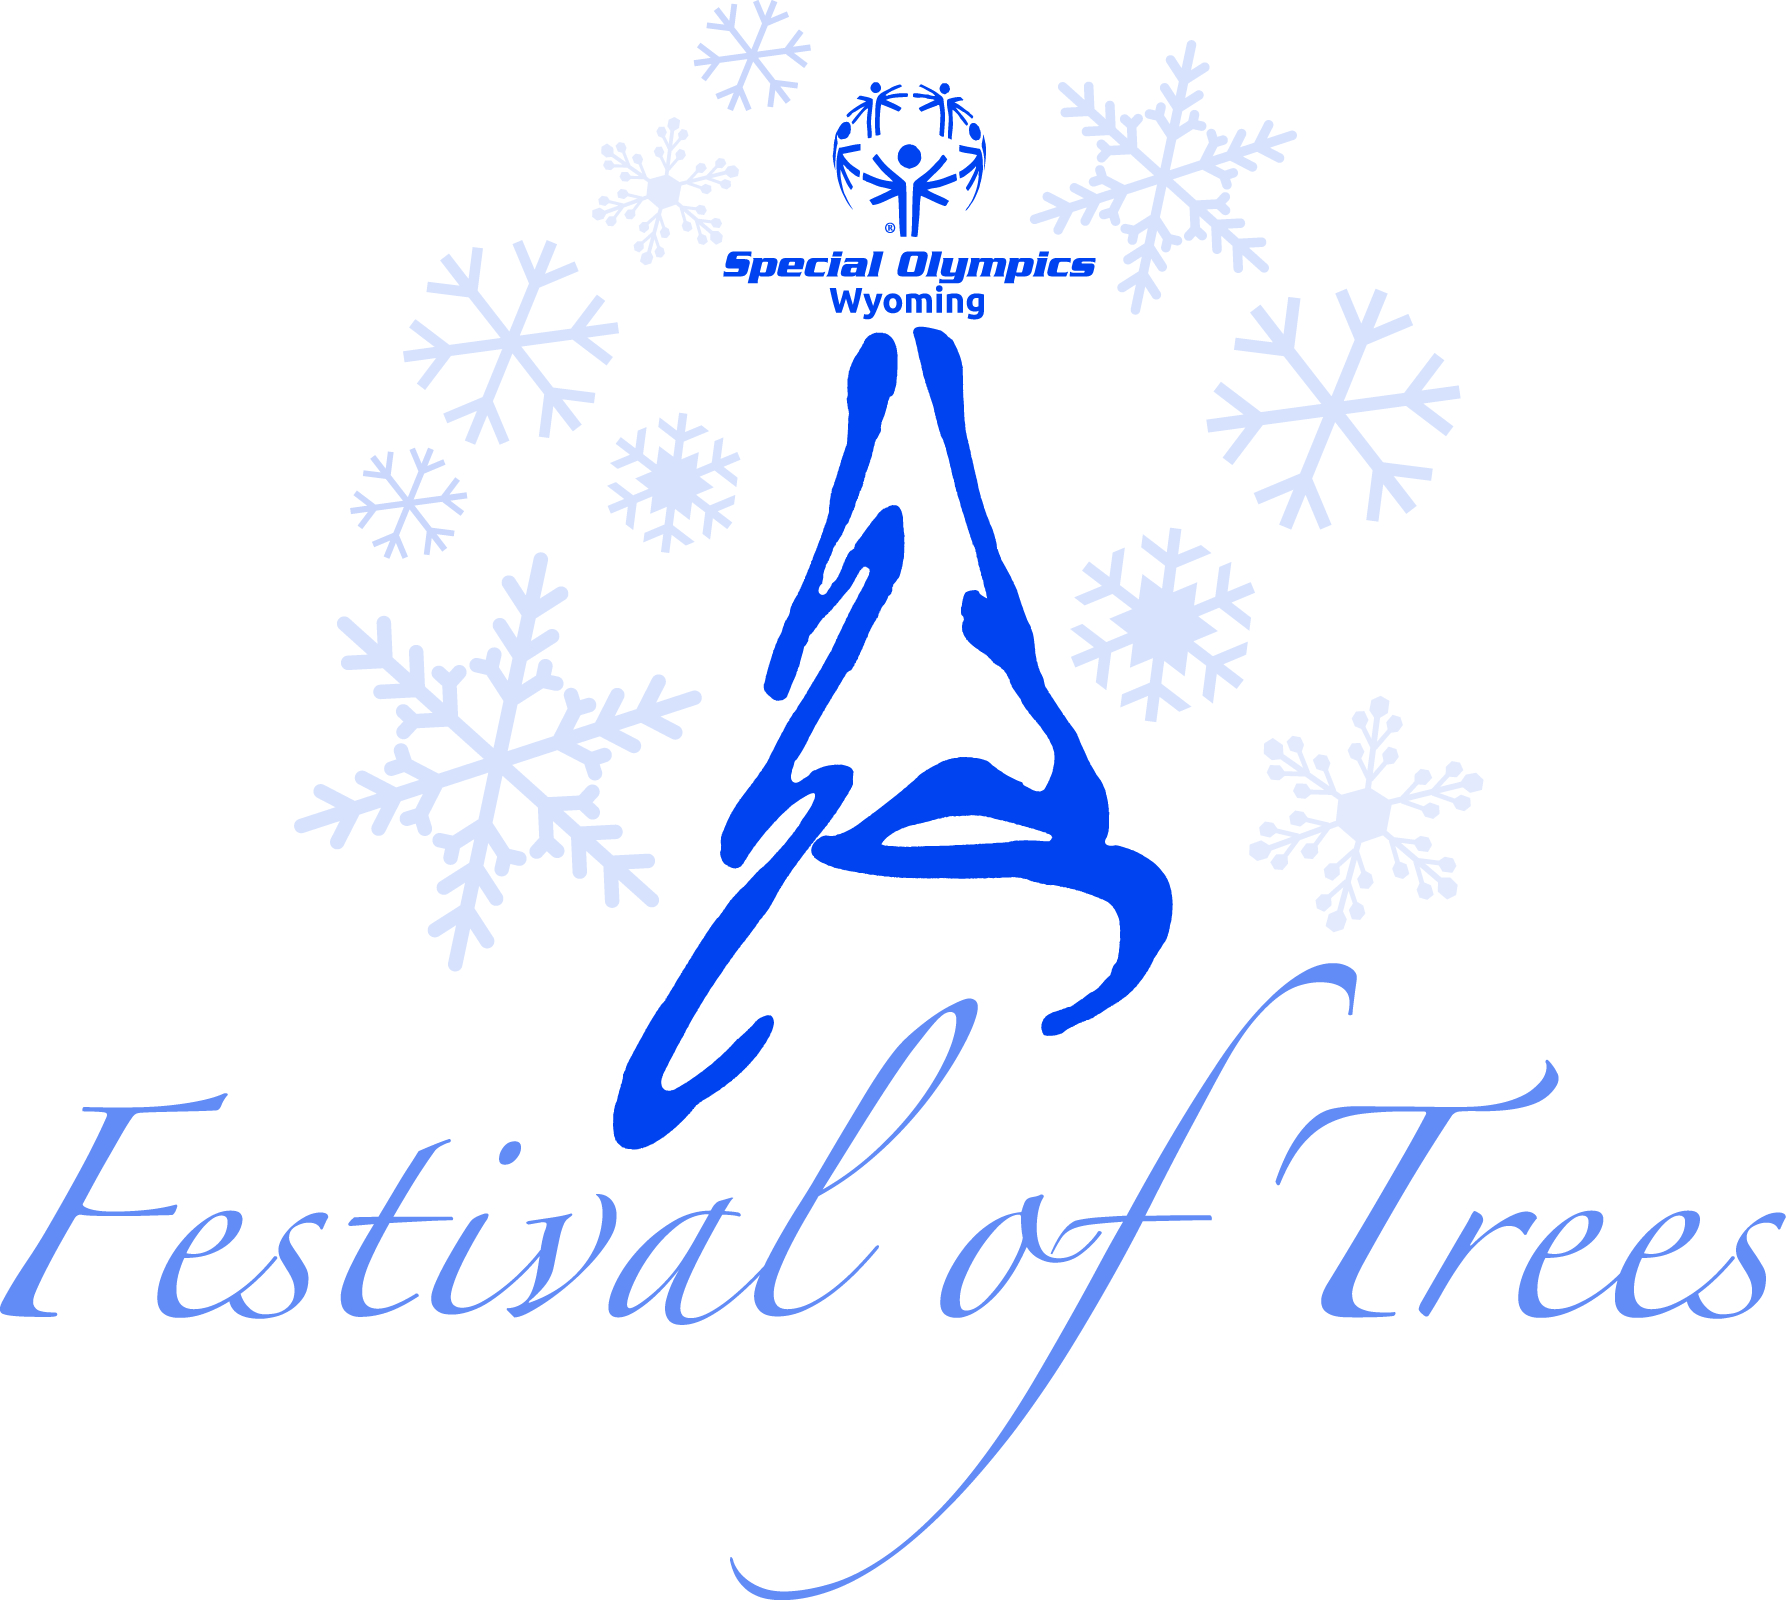 ®
Special Olympics
Wyoming
Festival of Trees